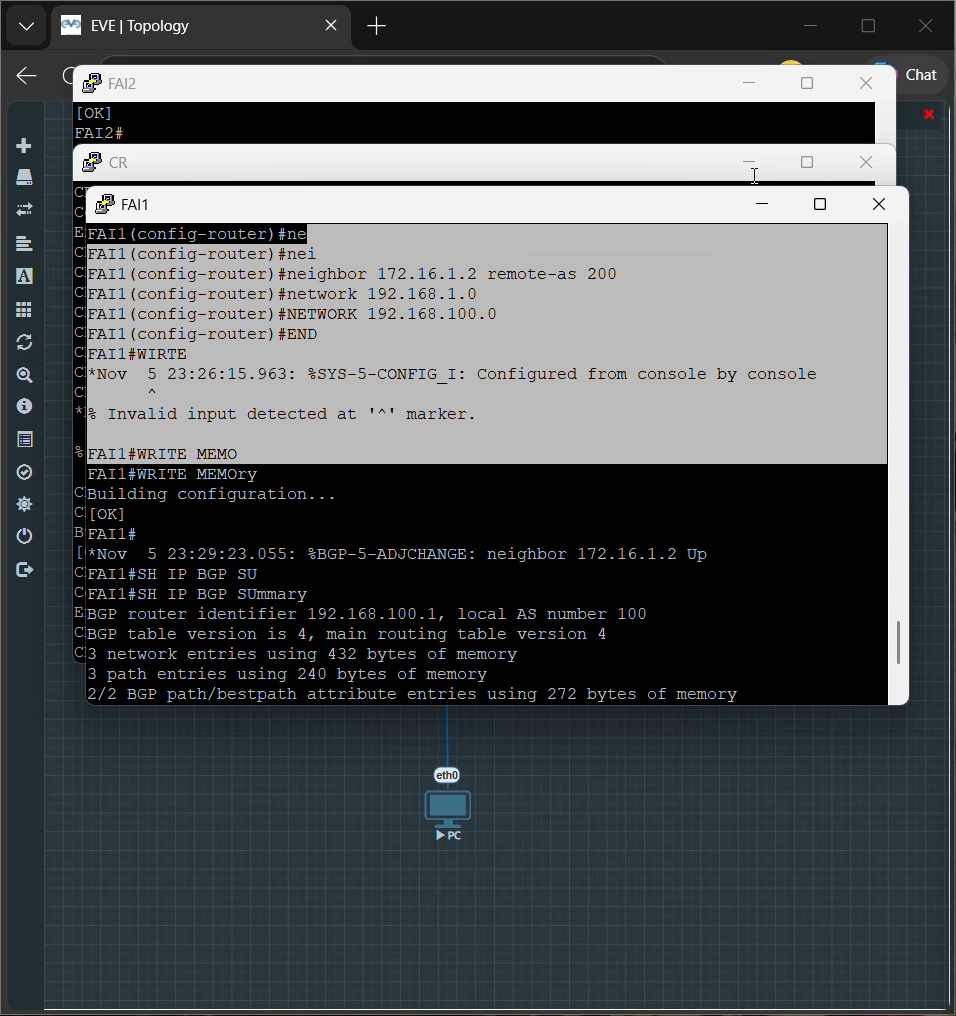 EVE | Topology
Chat
FAI2
[OK]
FAI2#
CR
FAI1
FAI1(config-router)#ne
FAI1(config-router)#nei
FAI1(config-router)#neighbor 172.16.1.2 remote-as 200
FAI1(config-router)#network 192.168.1.0
FAI1(config-router)#NETWORK 192.168.100.0
FAI1(config-router)#END
FAI1#WIRTE
*Nov  5 23:26:15.963: %SYS-5-CONFIG_I: Configured from console by console
^
% Invalid input detected at '^' marker.
FAI1#WRITE MEMO
FAI1#WRITE MEMOry
Building configuration...
[OK]
FAI1#
*Nov  5 23:29:23.055: %BGP-5-ADJCHANGE: neighbor 172.16.1.2 Up
FAI1#SH IP BGP SU
FAI1#SH IP BGP SUmmary
BGP router identifier 192.168.100.1, local AS number 100
BGP table version is 4, main routing table version 4
3 network entries using 432 bytes of memory
3 path entries using 240 bytes of memory
2/2 BGP path/bestpath attribute entries using 272 bytes of memory
eth0
PC